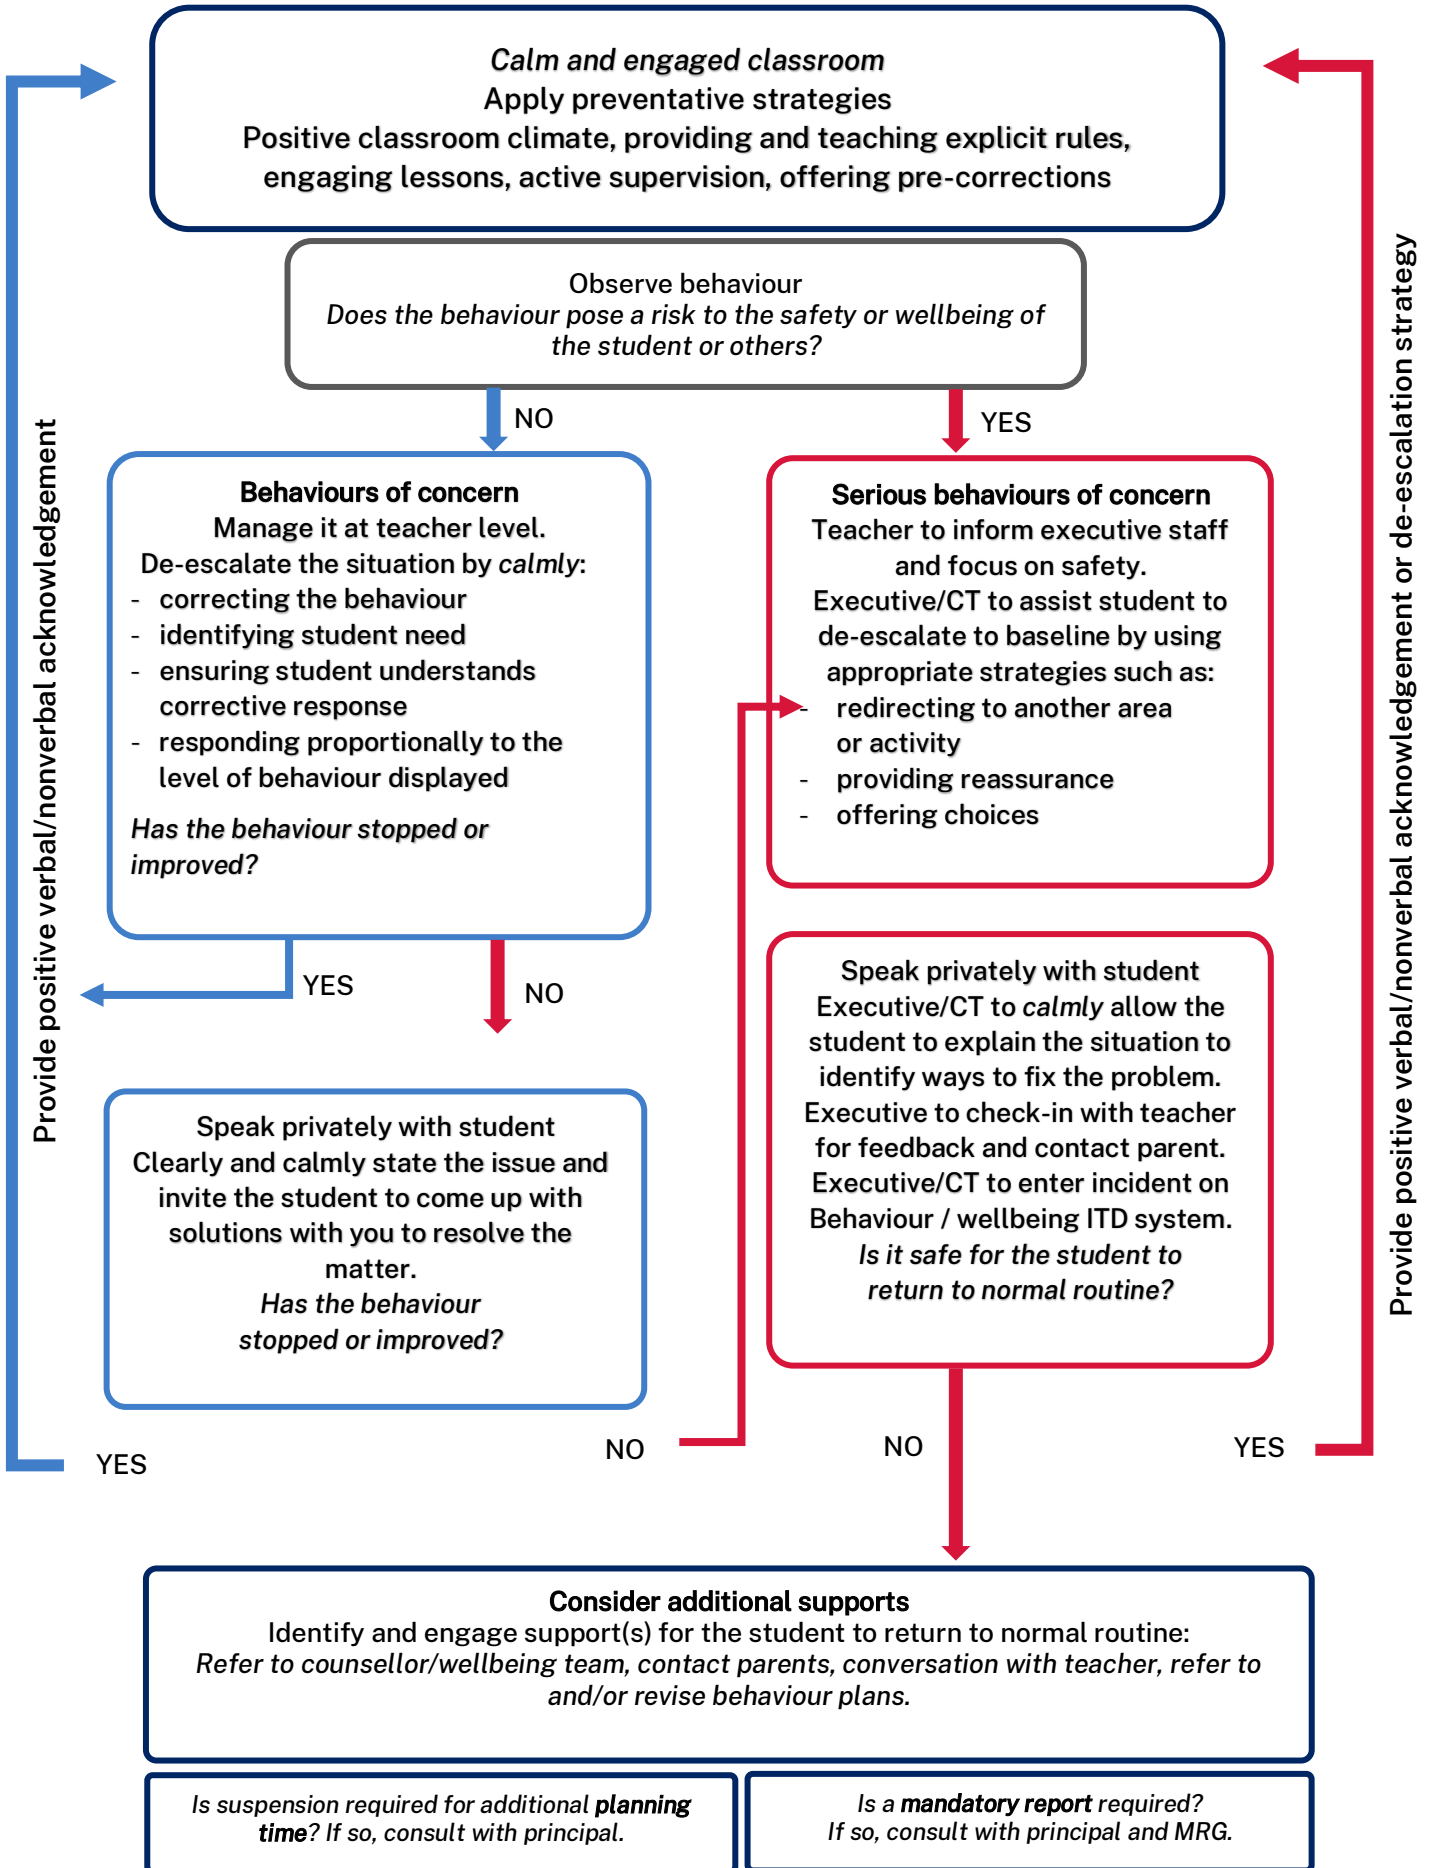 Calm and engaged classroom
Apply preventative strategies
Positive classroom climate, providing and teaching explicit rules,
engaging lessons, active supervision, offering pre-corrections
Observe behaviour
Does the behaviour pose a risk to the safety or wellbeing of
the student or others?
NO
YES
Behaviours of concern
Manage it at teacher level.
De-escalate the situation by calmly:
- correcting the behaviour
- identifying student need
- ensuring student understands
corrective response
- responding proportionally to the
level of behaviour displayed
Has the behaviour stopped or
improved?
YES
NO
Speak privately with student
Clearly and calmly state the issue and
invite the student to come up with
solutions with you to resolve the
matter.
Has the behaviour
stopped or improved?
YES
NO
Provide positive verbal/nonverbal acknowledgement
Serious behaviours of concern
Teacher to inform executive staff
and focus on safety.
Executive/CT to assist student to
de-escalate to baseline by using
appropriate strategies such as:
- redirecting to another area
or activity
- providing reassurance
- offering choices
Speak privately with student
Executive/CT to calmly allow the
student to explain the situation to
identify ways to fix the problem.
Executive to check-in with teacher
for feedback and contact parent.
Executive/CT to enter incident on
Behaviour / wellbeing ITD system.
Is it safe for the student to
return to normal routine?
NO
YES
Provide positive verbal/nonverbal acknowledgement or de-escalation strategy
Consider additional supports
Identify and engage support(s) for the student to return to normal routine:
Refer to counsellor/wellbeing team, contact parents, conversation with teacher, refer to
and/or revise behaviour plans.
Is suspension required for additional planning
time? If so, consult with principal.
Is a mandatory report required?
If so, consult with principal and MRG.